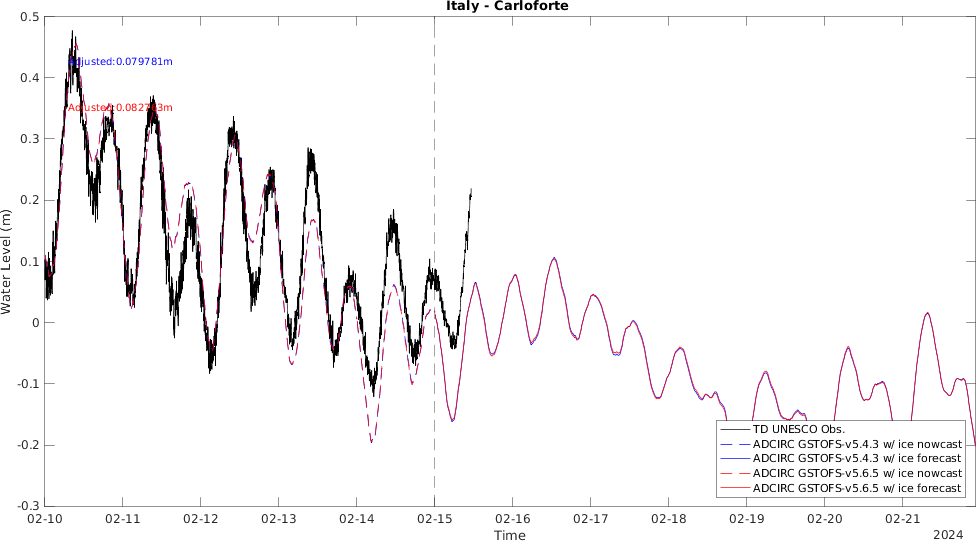 Italy - Carloforte
0.5
0.4
0.3
0.2
0.1
0
-0.1
-0.2
-0.3
Water Level (m)
Adjusted:0.079781m
TD UNESCO Obs.
ADCIRC GSTOFS-v5.4.3 w/ ice nowcast
ADCIRC GSTOFS-v5.4.3 w/ ice forecast
ADCIRC GSTOFS-v5.6.5 w/ ice nowcast
ADCIRC GSTOFS-v5.6.5 w/ ice forecast
02-10 02-11 02-12 02-13 02-14 02-15 02-16 02-17 02-18 02-19 02-20 02-21
Time
2024